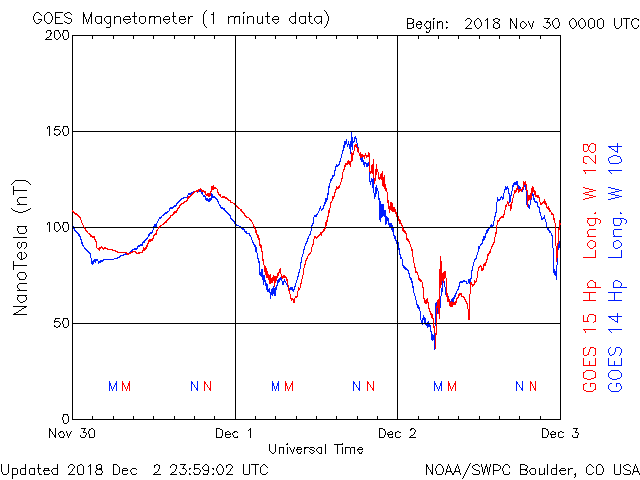 GOES Magnetometer (1 minute data)
Begin: 2018 Nov 30 0000 UTC
200
150
100
50
0
NanoTesla (nT)
M M N N M M N N M M N N
Nov 30 Dec 1 Dec 2 Dec 3
Universal Time
GOES 15 Hp Long. W 128
GOES 14 Hp Long. W 104
Updated 2018 Dec 2 23:59:02 UTC
NOAA/SWPC Boulder, CO USA